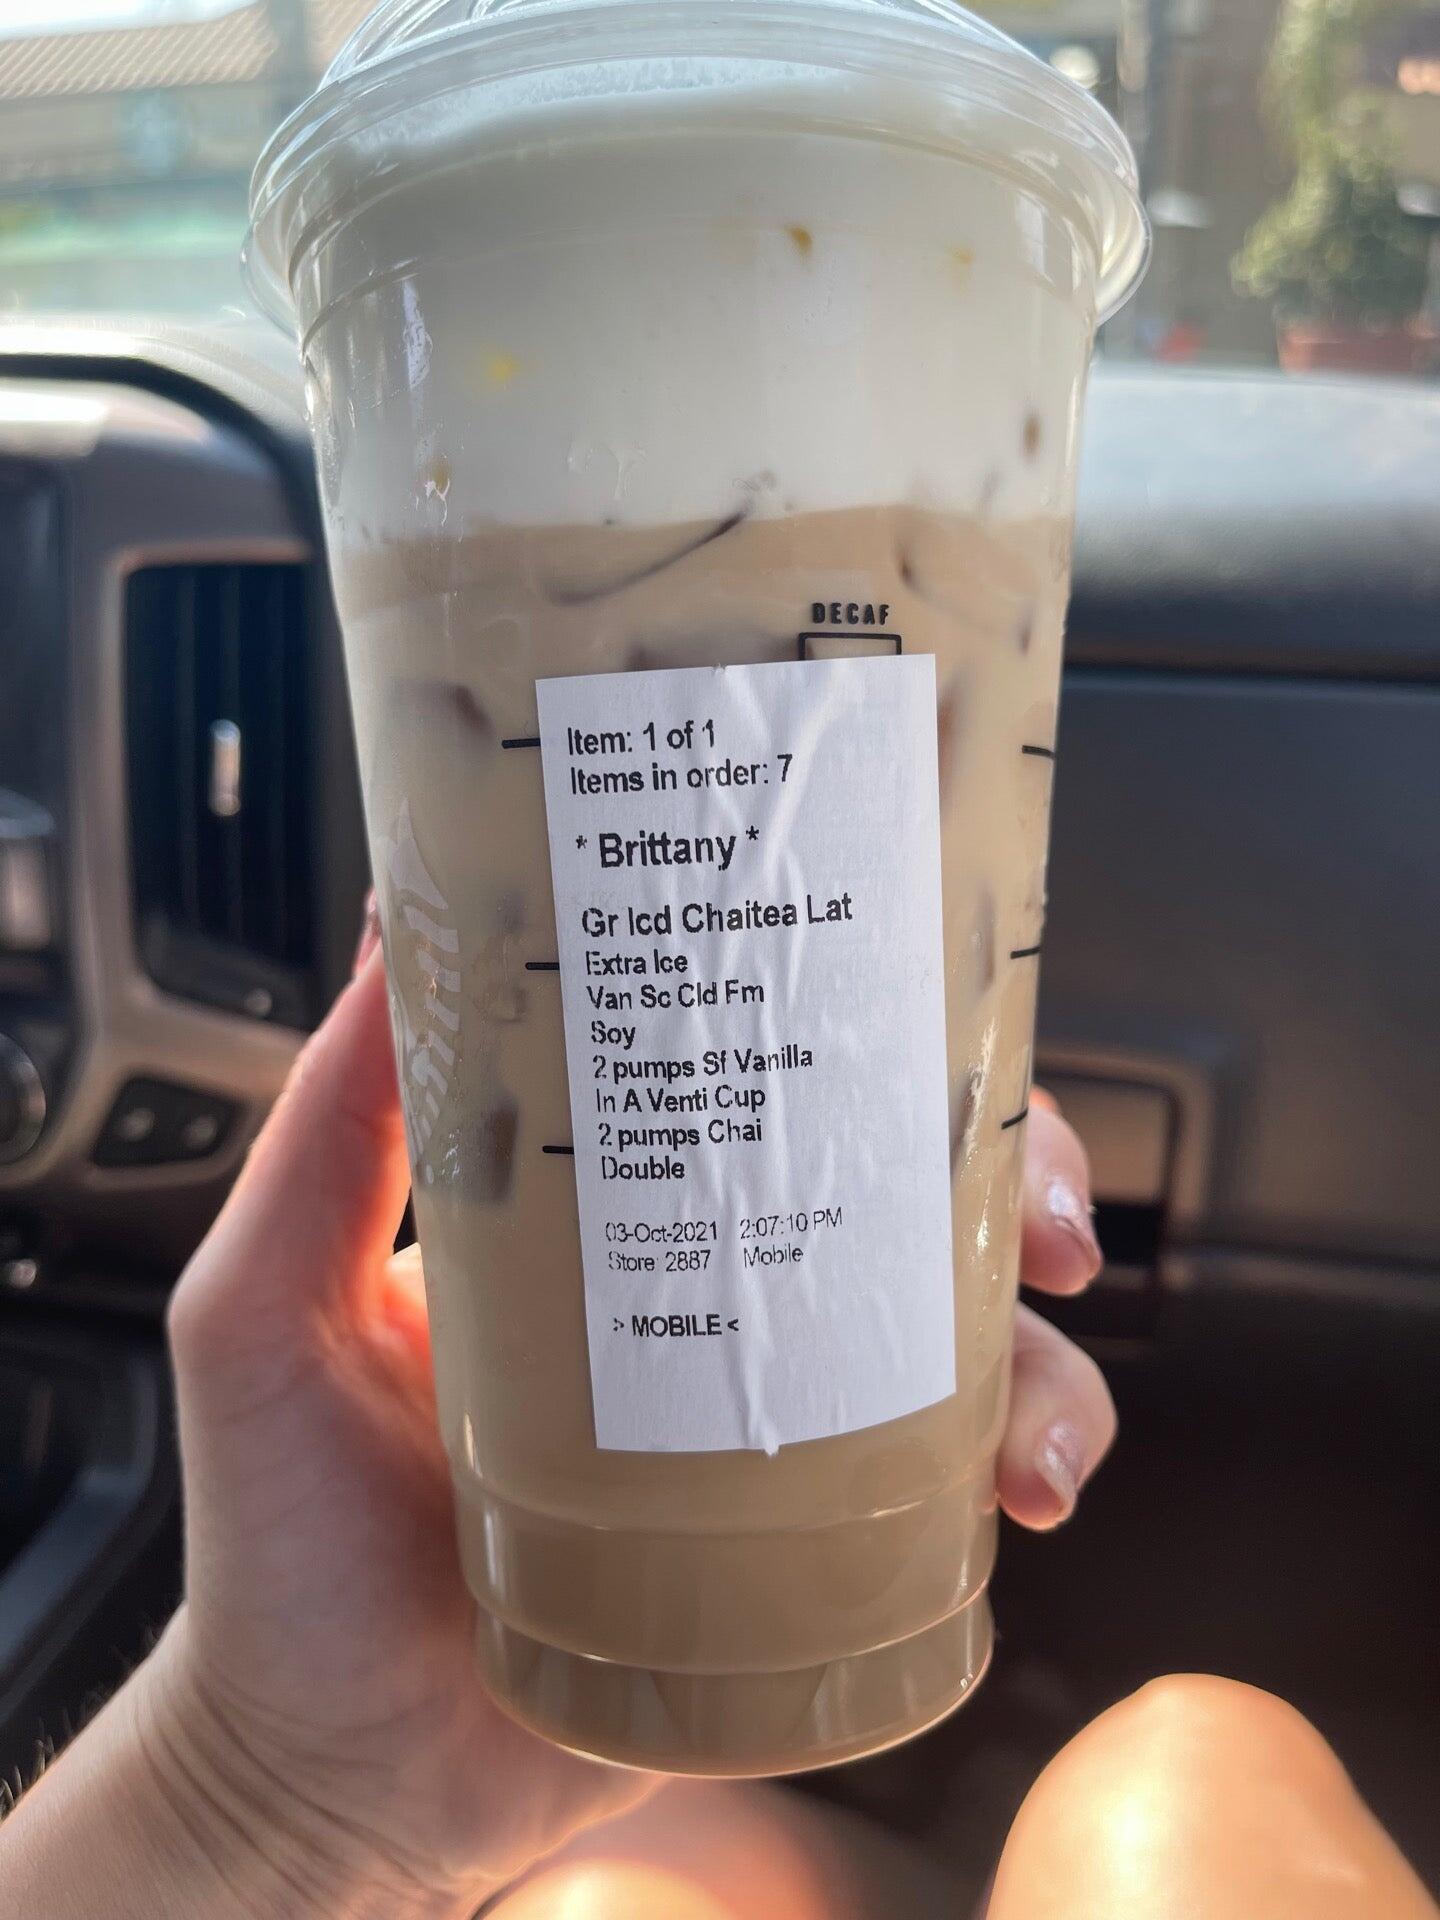 DECAF
Item: 1 of 1
Items in order: 7
* Brittany *
Gr Icd Chaitea Lat
Extra Ice
Van Sc Cld Fm
Soy
2 pumps Sf Vanilla
In A Venti Cup
2 pumps Chai
Double
03-Oct-2021 2:07:10 PM
Store: 2887 Mobile
> MOBILE <